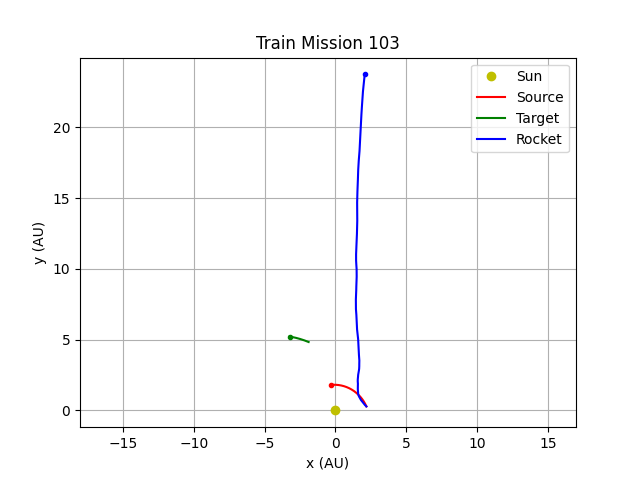 Train Mission 103
Sun
Source
Target
Rocket
20
15
10
5
0
y (AU)
−15
−10
−5
0
5
10
15
x (AU)